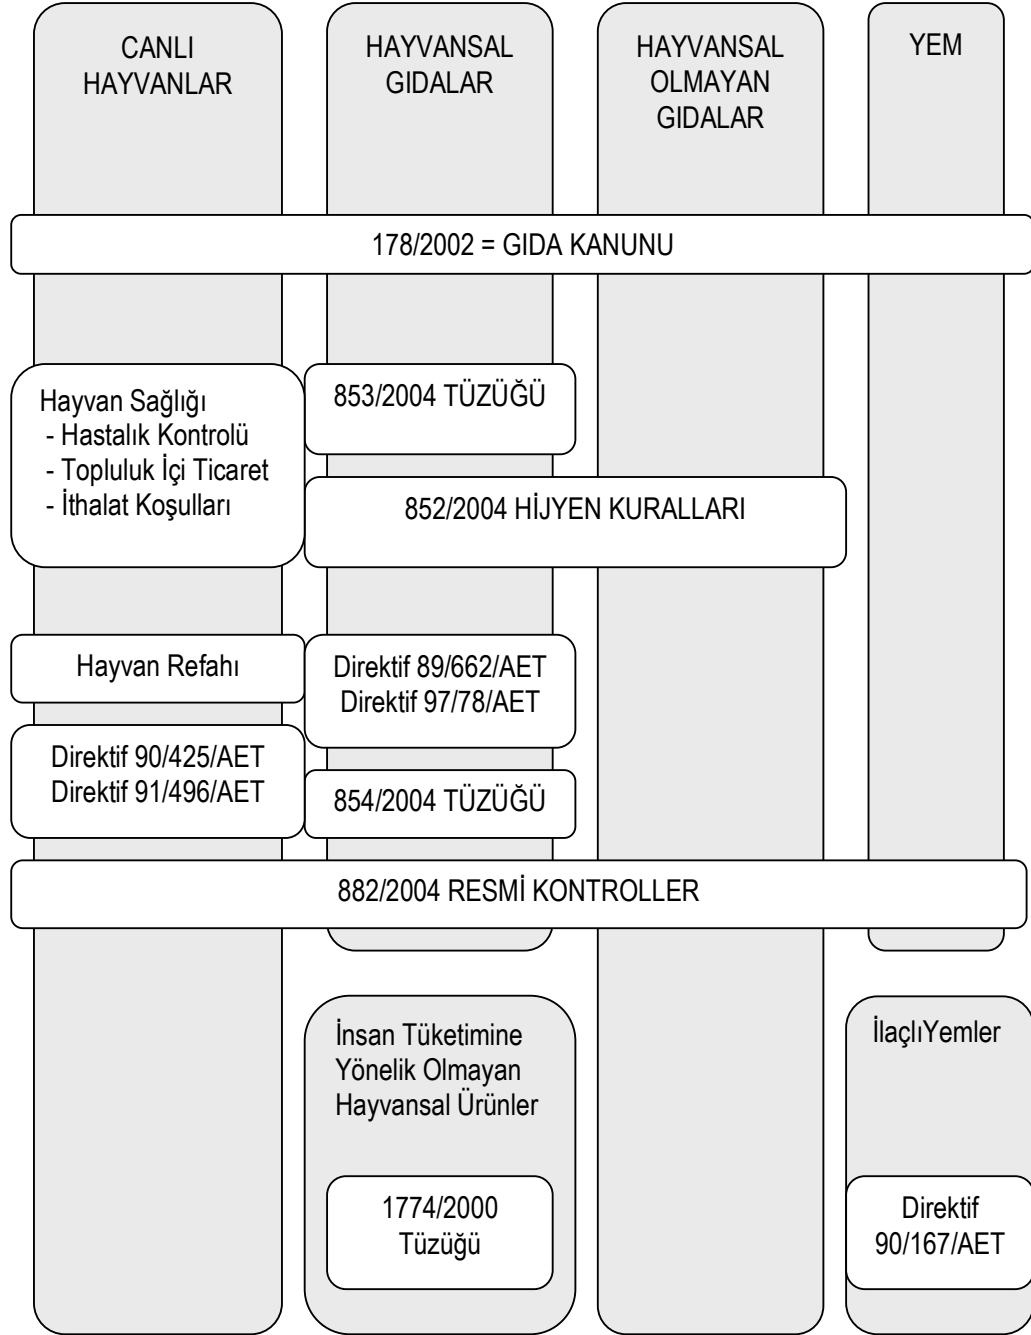 CANLI
HAYVANLAR
HAYVANSAL
GIDALAR
HAYVANSAL
OLMAYAN
GIDALAR
YEM
178/2002 = GIDA KANUNU
Hayvan Sağlığı
- Hastalık Kontrolü
- Topluluk İçi Ticaret
- İthalat Koşulları
853/2004 TÜZÜĞÜ
852/2004 HİJYEN KURALLARI
Hayvan Refahı
Direktif 89/662/AET
Direktif 97/78/AET
Direktif 90/425/AET
Direktif 91/496/AET
854/2004 TÜZÜĞÜ
882/2004 RESMİ KONTROLLER
İnsan Tüketimine
Yönelik Olmayan
Hayvansal Ürünler
1774/2000
Tüzüğü
İlaçlıYemler
Direktif
90/167/AET